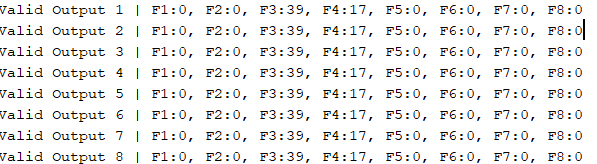 Valid Output 1 | F1:0, F2:0, F3:39, F4:17, F5:0, F6:0, F7:0, F8:0
Valid Output 2 | F1:0, F2:0, F3:39, F4:17, F5:0, F6:0, F7:0, F8:0
Valid Output 3 | F1:0, F2:0, F3:39, F4:17, F5:0, F6:0, F7:0, F8:0
Valid Output 4 | F1:0, F2:0, F3:39, F4:17, F5:0, F6:0, F7:0, F8:0
Valid Output 5 | F1:0, F2:0, F3:39, F4:17, F5:0, F6:0, F7:0, F8:0
Valid Output 6 | F1:0, F2:0, F3:39, F4:17, F5:0, F6:0, F7:0, F8:0
Valid Output 7 | F1:0, F2:0, F3:39, F4:17, F5:0, F6:0, F7:0, F8:0
Valid Output 8 | F1:0, F2:0, F3:39, F4:17, F5:0, F6:0, F7:0, F8:0